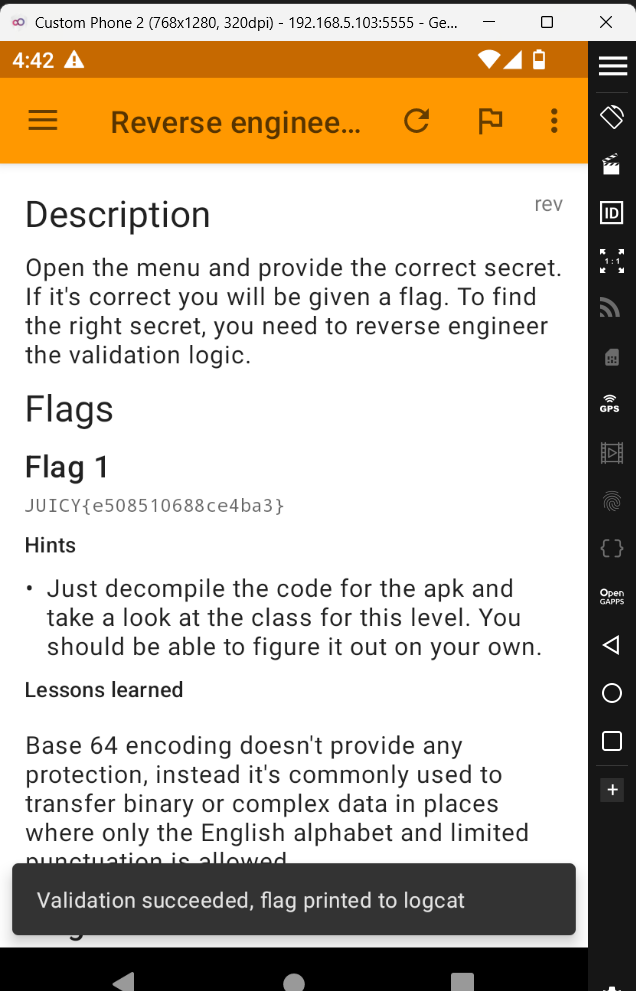 Custom Phone 2 (768x1280, 320dpi) - 192.168.5.103:5555 - Ge...
4:42
Reverse enginee...
ID
1:1
GPS
Open
GAPPS
Description
rev
Open the menu and provide the correct secret.
If it's correct you will be given a flag. To find
the right secret, you need to reverse engineer
the validation logic.
Flags
Flag 1
JUICY{e508510688ce4ba3}
Hints
• Just decompile the code for the apk and
take a look at the class for this level. You
should be able to figure it out on your own.
Lessons learned
Base 64 encoding doesn't provide any
protection, instead it's commonly used to
transfer binary or complex data in places
where only the English alphabet and limited
punctuation is allowed
Validation succeeded, flag printed to logcat